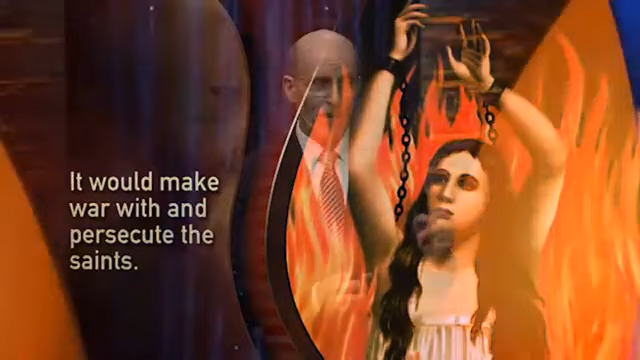 It would make
war with and
persecute the
saints.